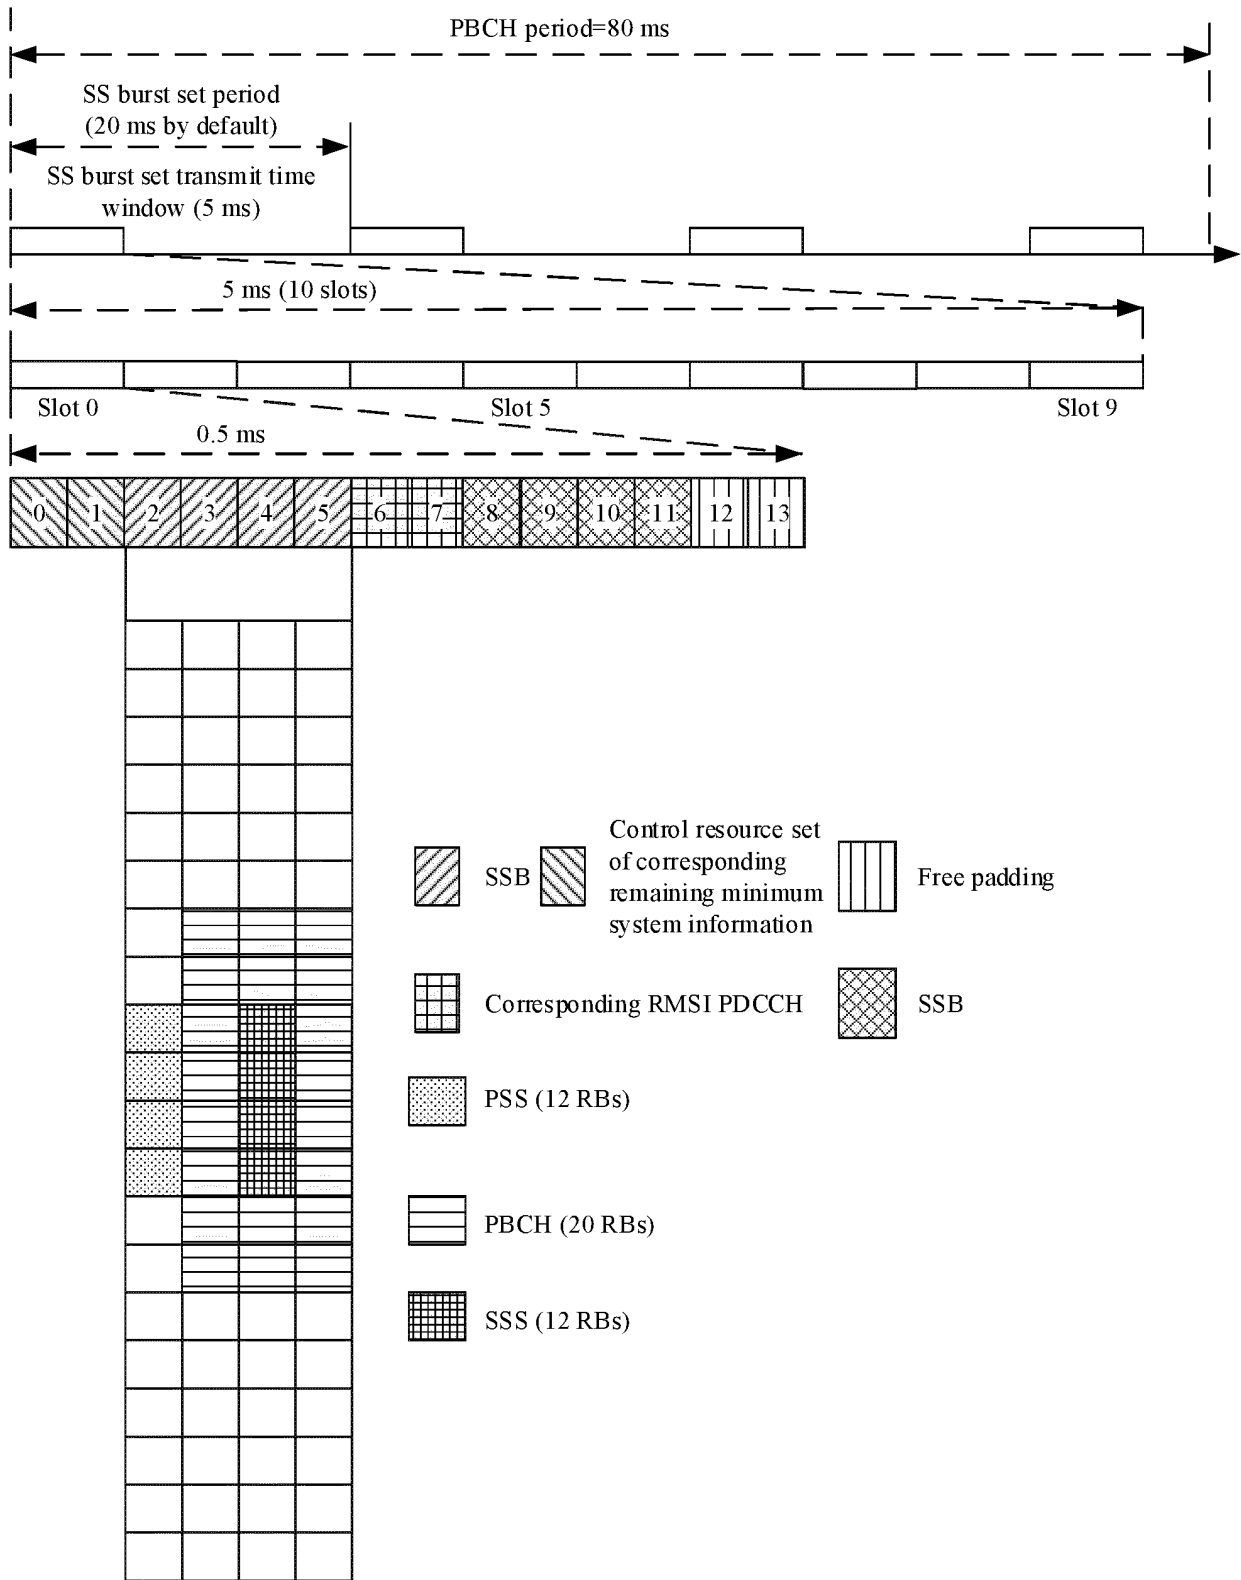 PBCH period=80 ms
SS burst set period
(20 ms by default)
SS burst set transmit time
window (5 ms)
5 ms (10 slots)
Slot 0
Slot 5
Slot 9
0.5 ms
0 1 2 3 4 5 6 7 8 9 10 11 12 13
SSB
Control resource set
of corresponding
remaining minimum
system information
Free padding
Corresponding RMSI PDCCH
SSB
PSS (12 RBs)
PBCH (20 RBs)
SSS (12 RBs)